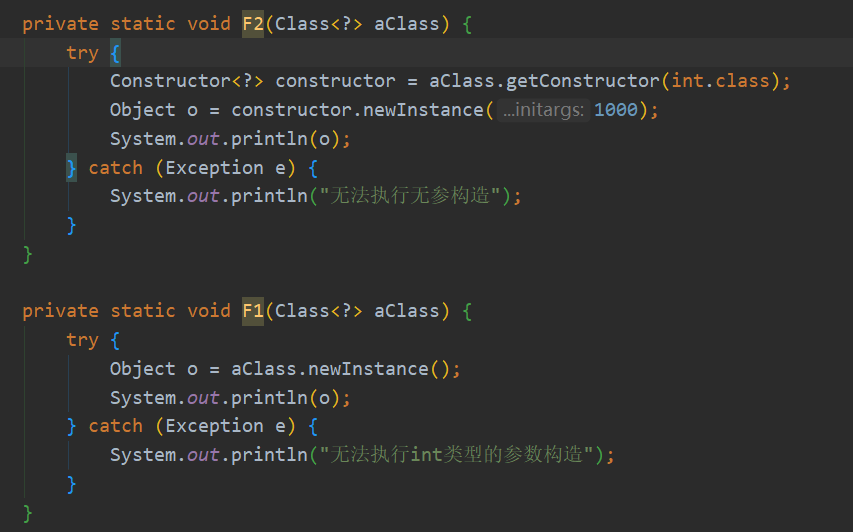 private static void F2(Class<?> aClass) {
    try {
        Constructor<?> constructor = aClass.getConstructor(int.class);
        Object o = constructor.newInstance( ...initargs: 1000);
        System.out.println(o);
    } catch (Exception e) {
        System.out.println("无法执行无参构造");
    }
}
private static void F1(Class<?> aClass) {
    try {
        Object o = aClass.newInstance();
        System.out.println(o);
    } catch (Exception e) {
        System.out.println("无法执行int类型的参数构造");
    }
}